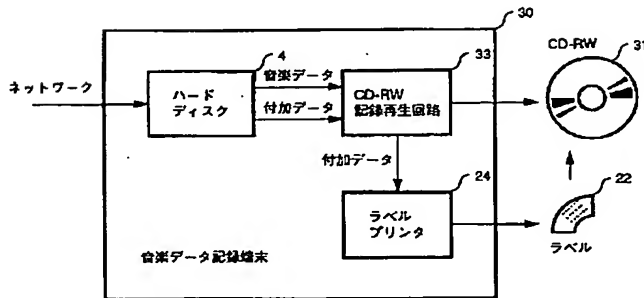 30
CD-RW
31
4
33
ネットワーク
ハード
ディスク
音楽データ
付加データ
CD-RW
記録再生回路
付加データ
24
ラベル
プリンタ
22
ラベル
音楽データ記録端末